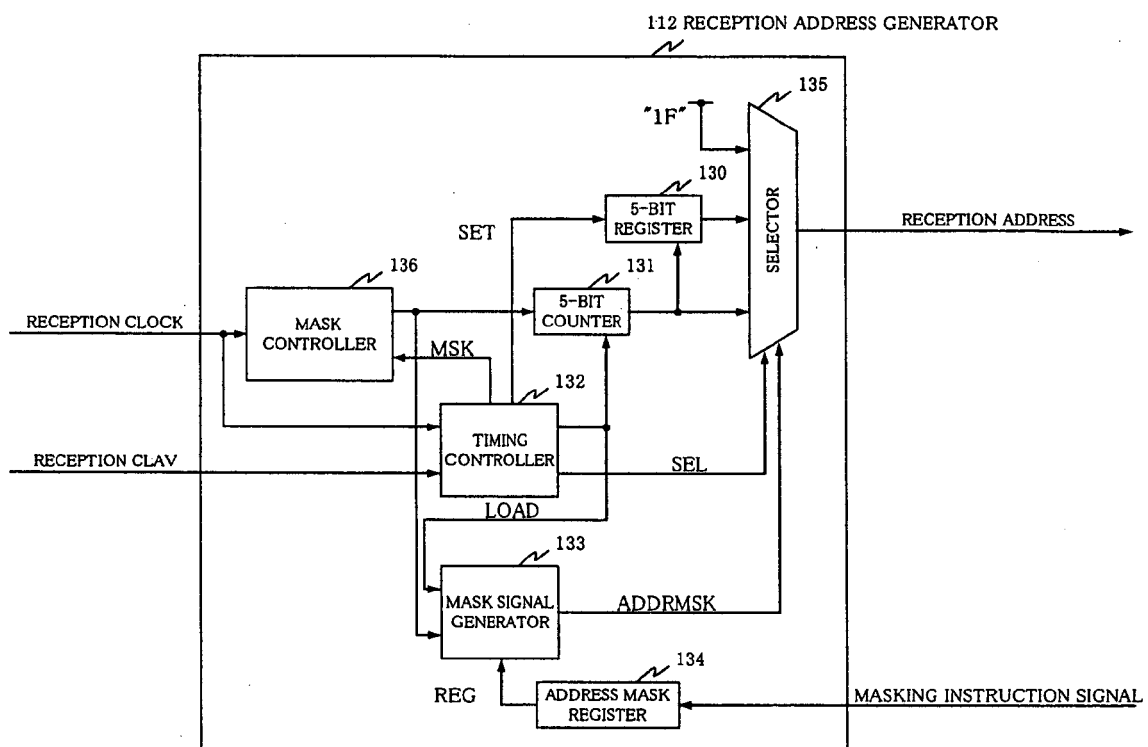 112 RECEPTION ADDRESS GENERATOR
135
"1F"
130
5-BIT
REGISTER
SELECTOR
RECEPTION ADDRESS
SET
136
131
5-BIT
COUNTER
RECEPTION CLOCK
MASK
CONTROLLER
MSK
132
TIMING
CONTROLLER
RECEPTION CLAV
SEL
LOAD
133
MASK SIGNAL
GENERATOR
ADDRMSK
134
REG
ADDRESS MASK
REGISTER
MASKING INSTRUCTION SIGNAL